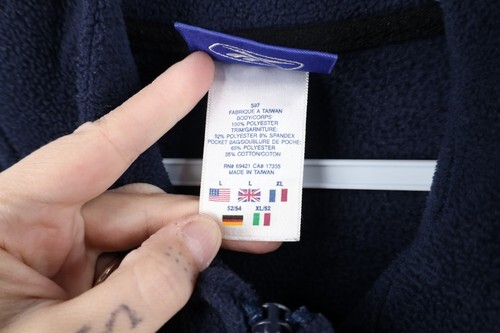 597
FABRIQUE A TAIWAN
BODY/CORPS:
100% POLYESTER
TRIM/GARNITURE:
92% POLYESTER 8% SPANDEX
POCKET BAG/DOUBLURE DE POCHE
65% POLYESTER
35% COTTON/COTON
RN# 59421 CA# 17335
MADE IN TAIWAN
L L XL
52/54 XL/52